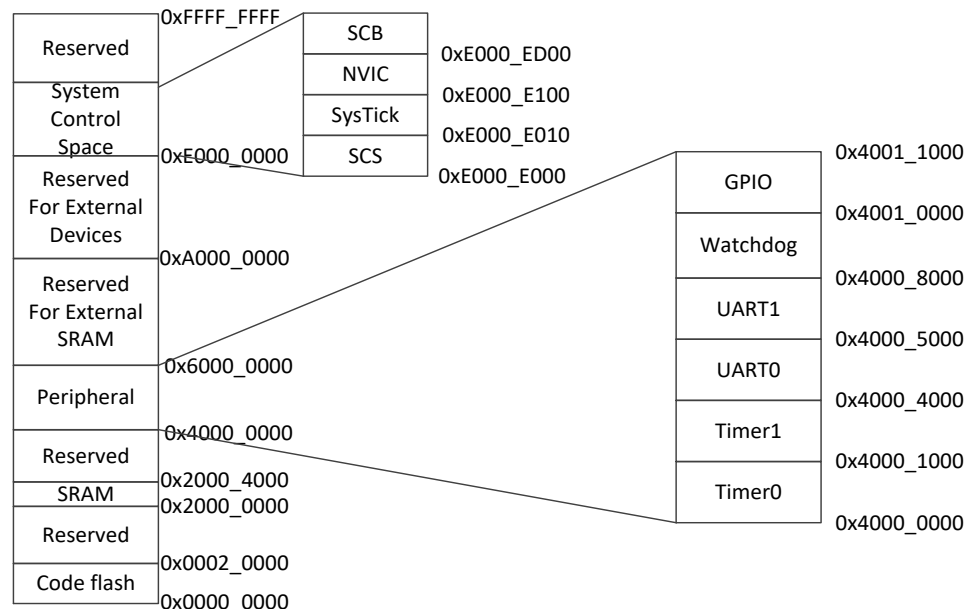 0xFFFF_FFFF
Reserved
System
Control
Space
0xE000_0000
Reserved
For External
Devices
0xA000_0000
Reserved
For External
SRAM
0x6000_0000
Peripheral
0x4000_0000
Reserved
0x2000_4000
SRAM
0x2000_0000
Reserved
0x0002_0000
Code flash
0x0000_0000
SCB
0xE000_ED00
NVIC
0xE000_E100
SysTick
0xE000_E010
SCS
0xE000_E000
0x4001_1000
GPIO
0x4001_0000
Watchdog
0x4000_8000
UART1
0x4000_5000
UART0
0x4000_4000
Timer1
0x4000_1000
Timer0
0x4000_0000